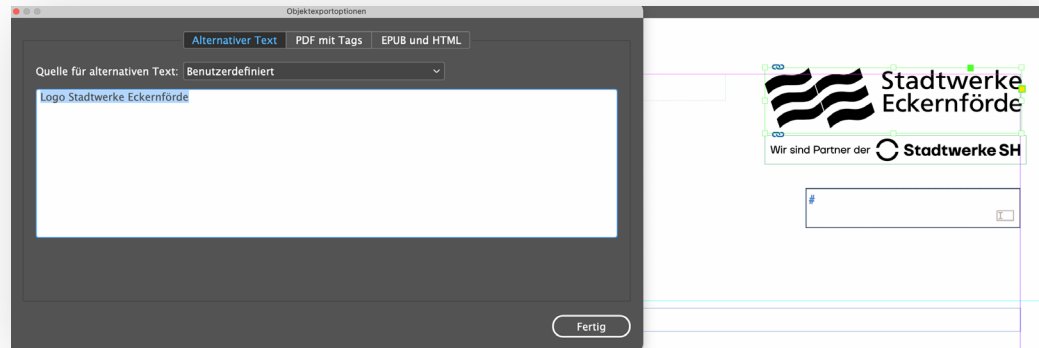 Objektexportoptionen
Alternativer Text
PDF mit Tags
EPUB und HTML
Quelle für alternativen Text: Benutzerdefiniert
Logo Stadtwerke Eckernförde
Fertig
Stadtwerke
Eckernförde
Wir sind Partner der Stadtwerke SH
#